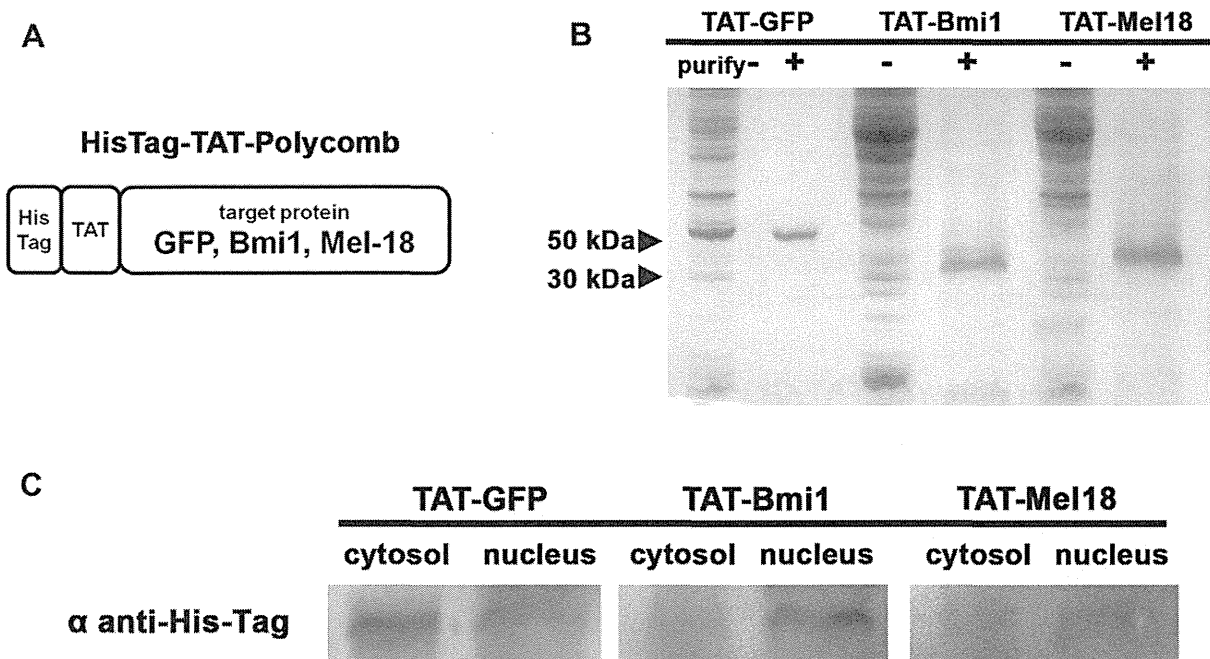 A
HisTag-TAT-Polycomb
His Tag
TAT
target protein
GFP, Bmi1, Mel-18
B
TAT-GFP TAT-Bmi1 TAT-Mel18
purify - + - + - +
50 kDa
30 kDa
C
TAT-GFP TAT-Bmi1 TAT-Mel18
cytosol nucleus cytosol nucleus cytosol nucleus
α anti-His-Tag